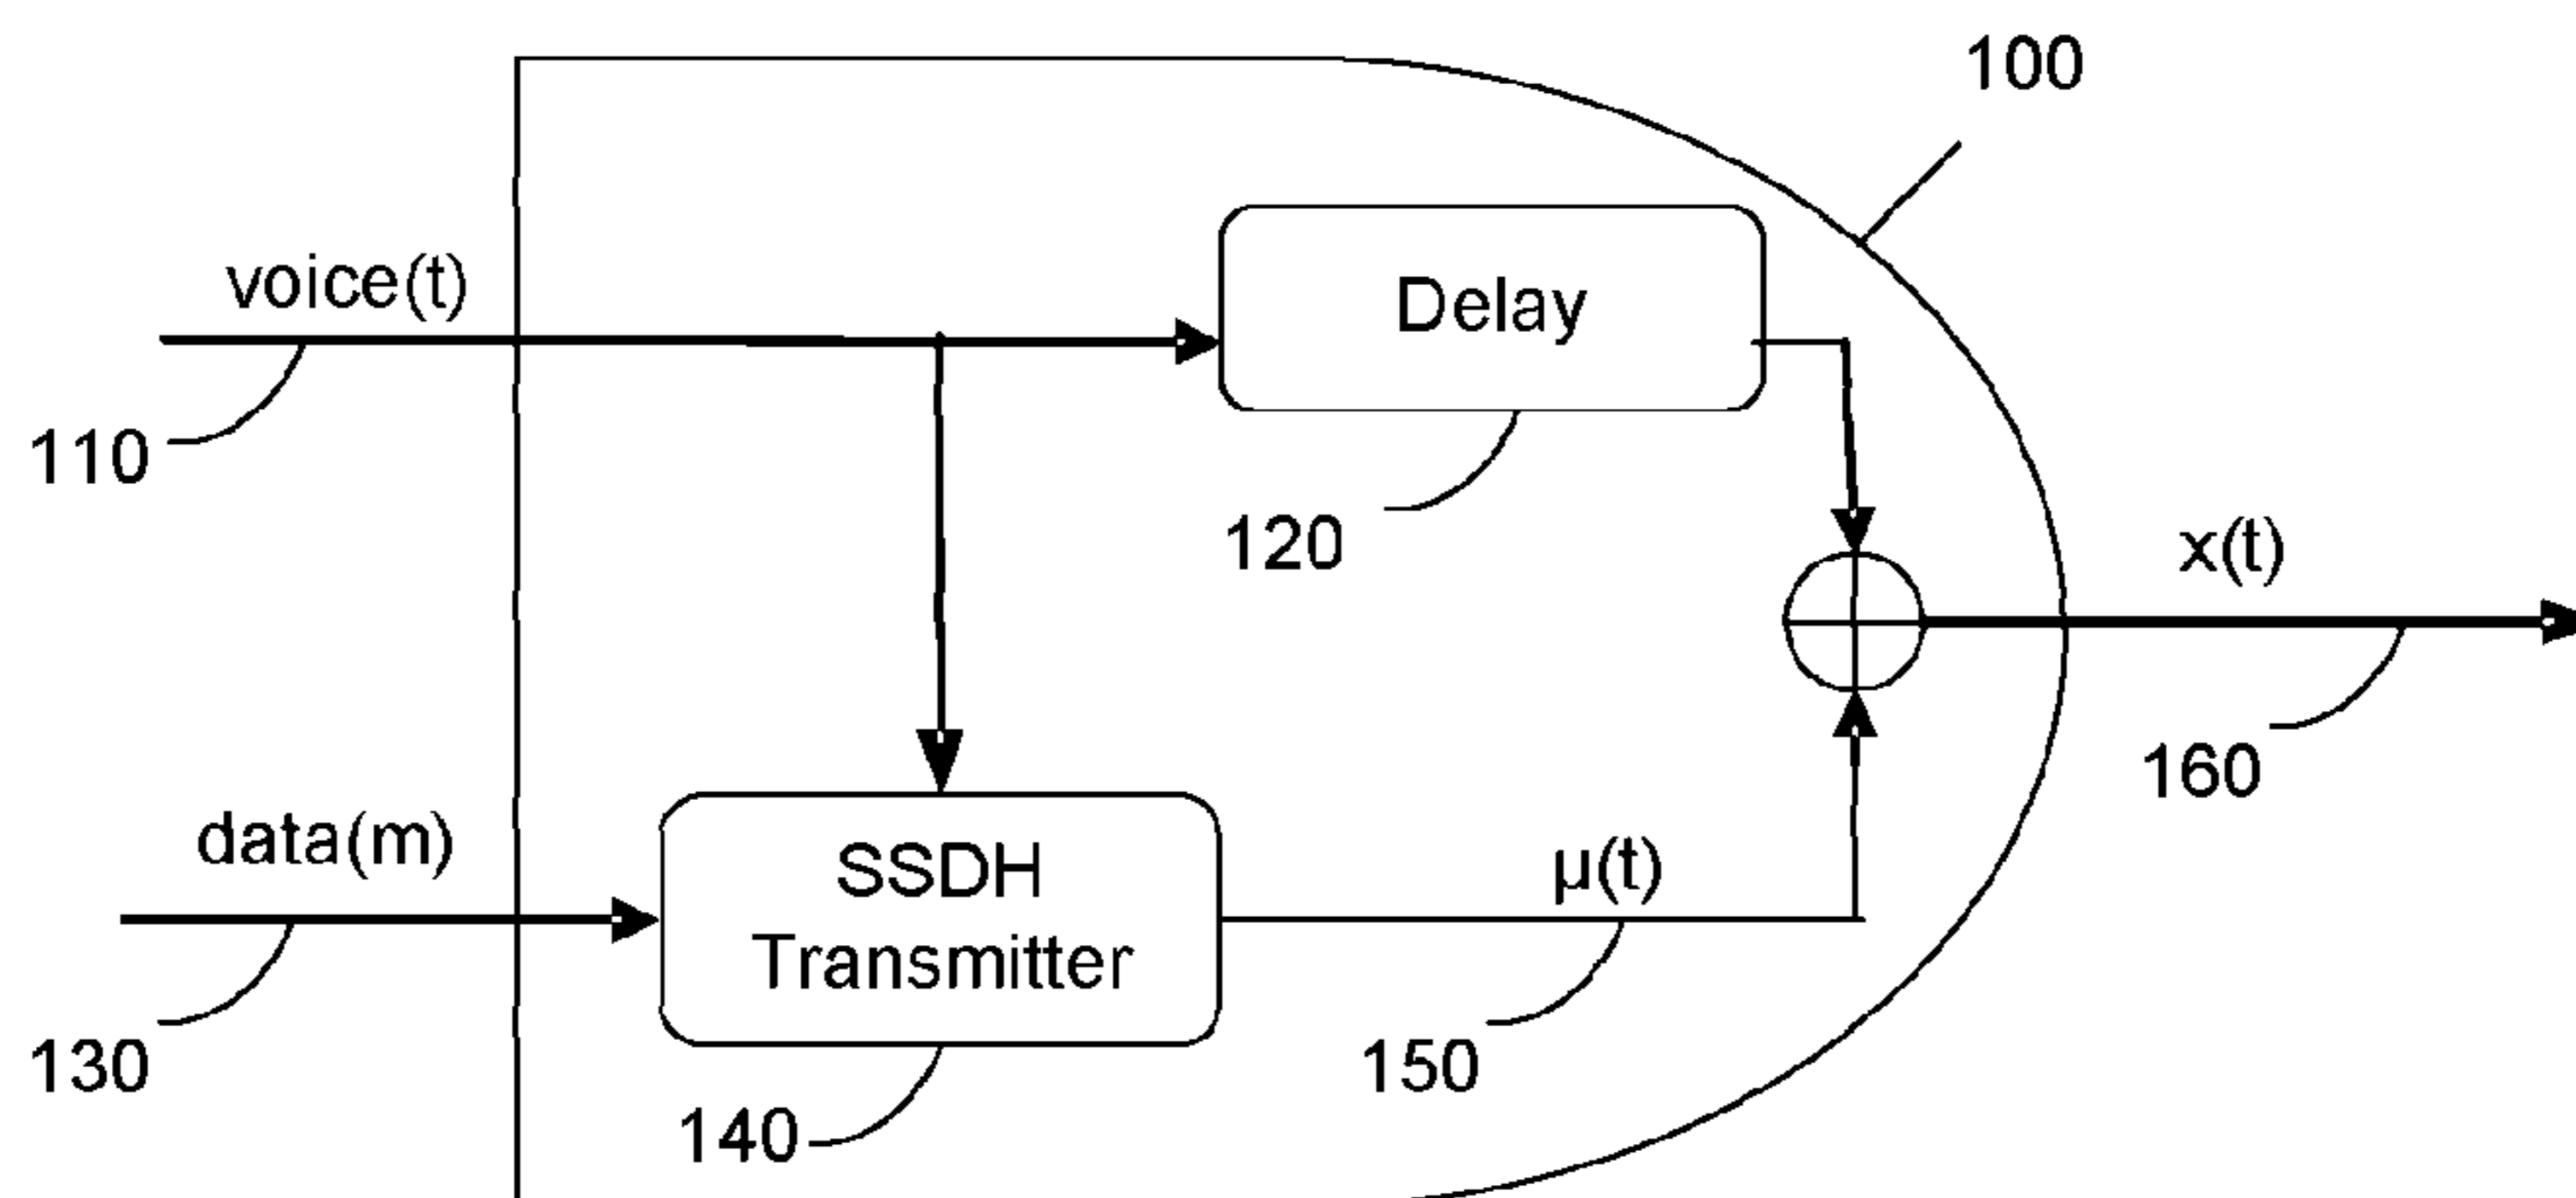 100
voice(t)
Delay
110
120
x(t)
160
data(m)
SSDH
Transmitter
µ(t)
130
140
150